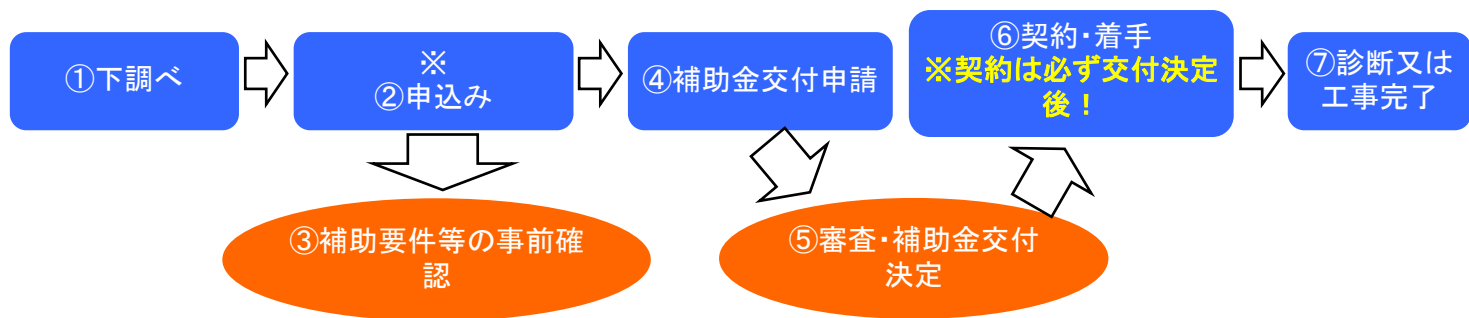 ①下調べ
※
②申込み
③補助要件等の事前確
認
④補助金交付申請
⑤審査・補助金交付
決定
⑥契約・着手
※契約は必ず交付決定
後！
⑦診断又は
工事完了